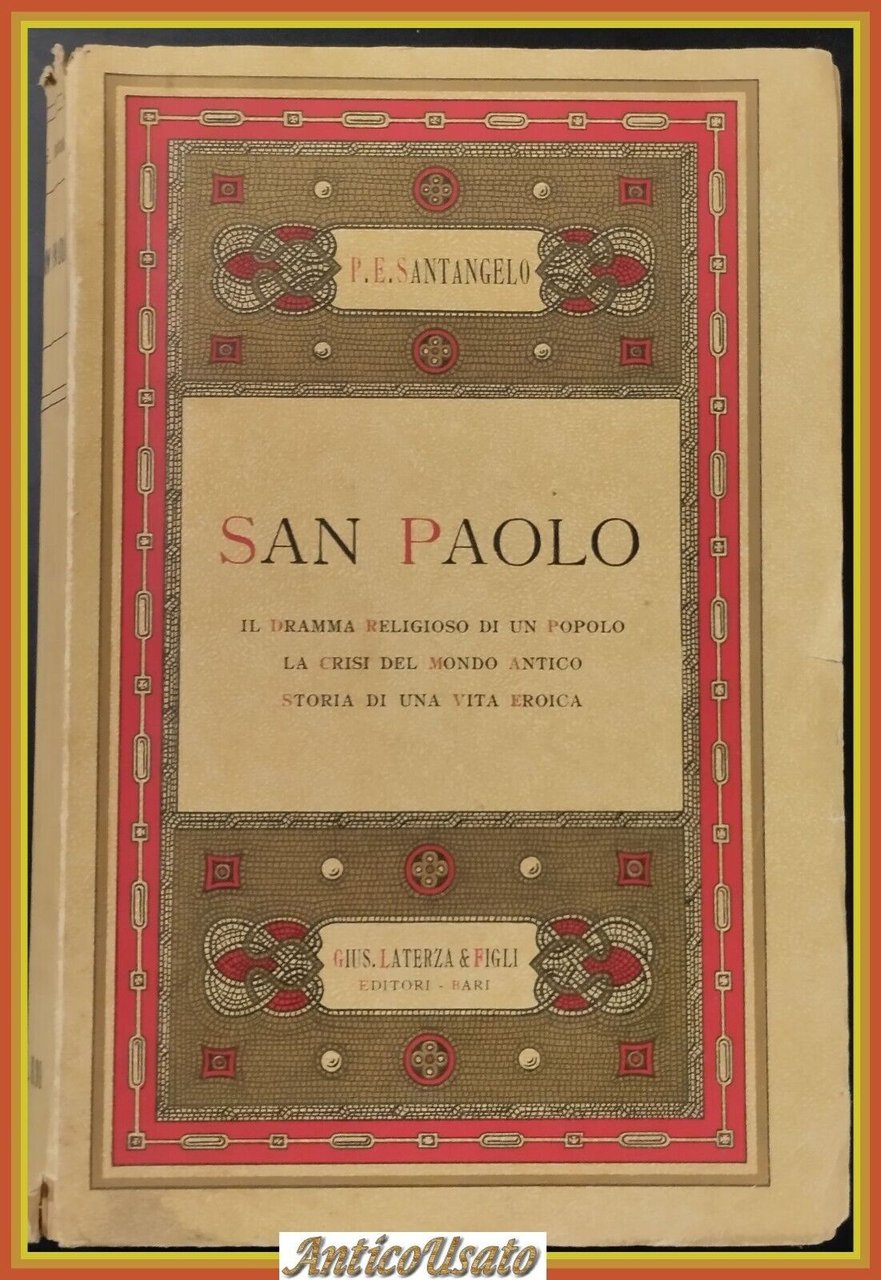 P. E. SANTANGELO
SAN PAOLO
IL DRAMMA RELIGIOSO DI UN POPOLO
LA CRISI DEL MONDO ANTICO
STORIA DI UNA VITA EROICA
GIUS. LATERZA & FIGLI
EDITORI - BARI
AnticoUsato